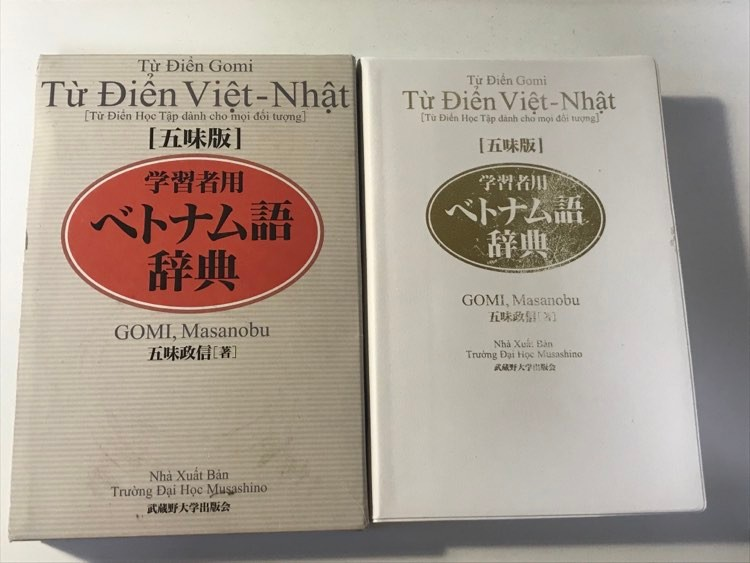 Từ Điển Gomi
Từ Điển Việt-Nhật
[Từ Điển Học Tập dành cho mọi đối tượng]
[五味版]
学習者用
ベトナム語
辞典
GOMI, Masanobu
五味政信[著]
Nhà Xuất Bản
Trường Đại Học Musashino
武蔵野大学出版会
Từ Điển Gomi
Từ Điển Việt-Nhật
[Từ Điển Học Tập dành cho mọi đối tượng]
[五味版]
学習者用
ベトナム語
辞典
GOMI, Masanobu
五味政信[著]
Nhà Xuất Bản
Trường Đại Học Musashino
武蔵野大学出版会